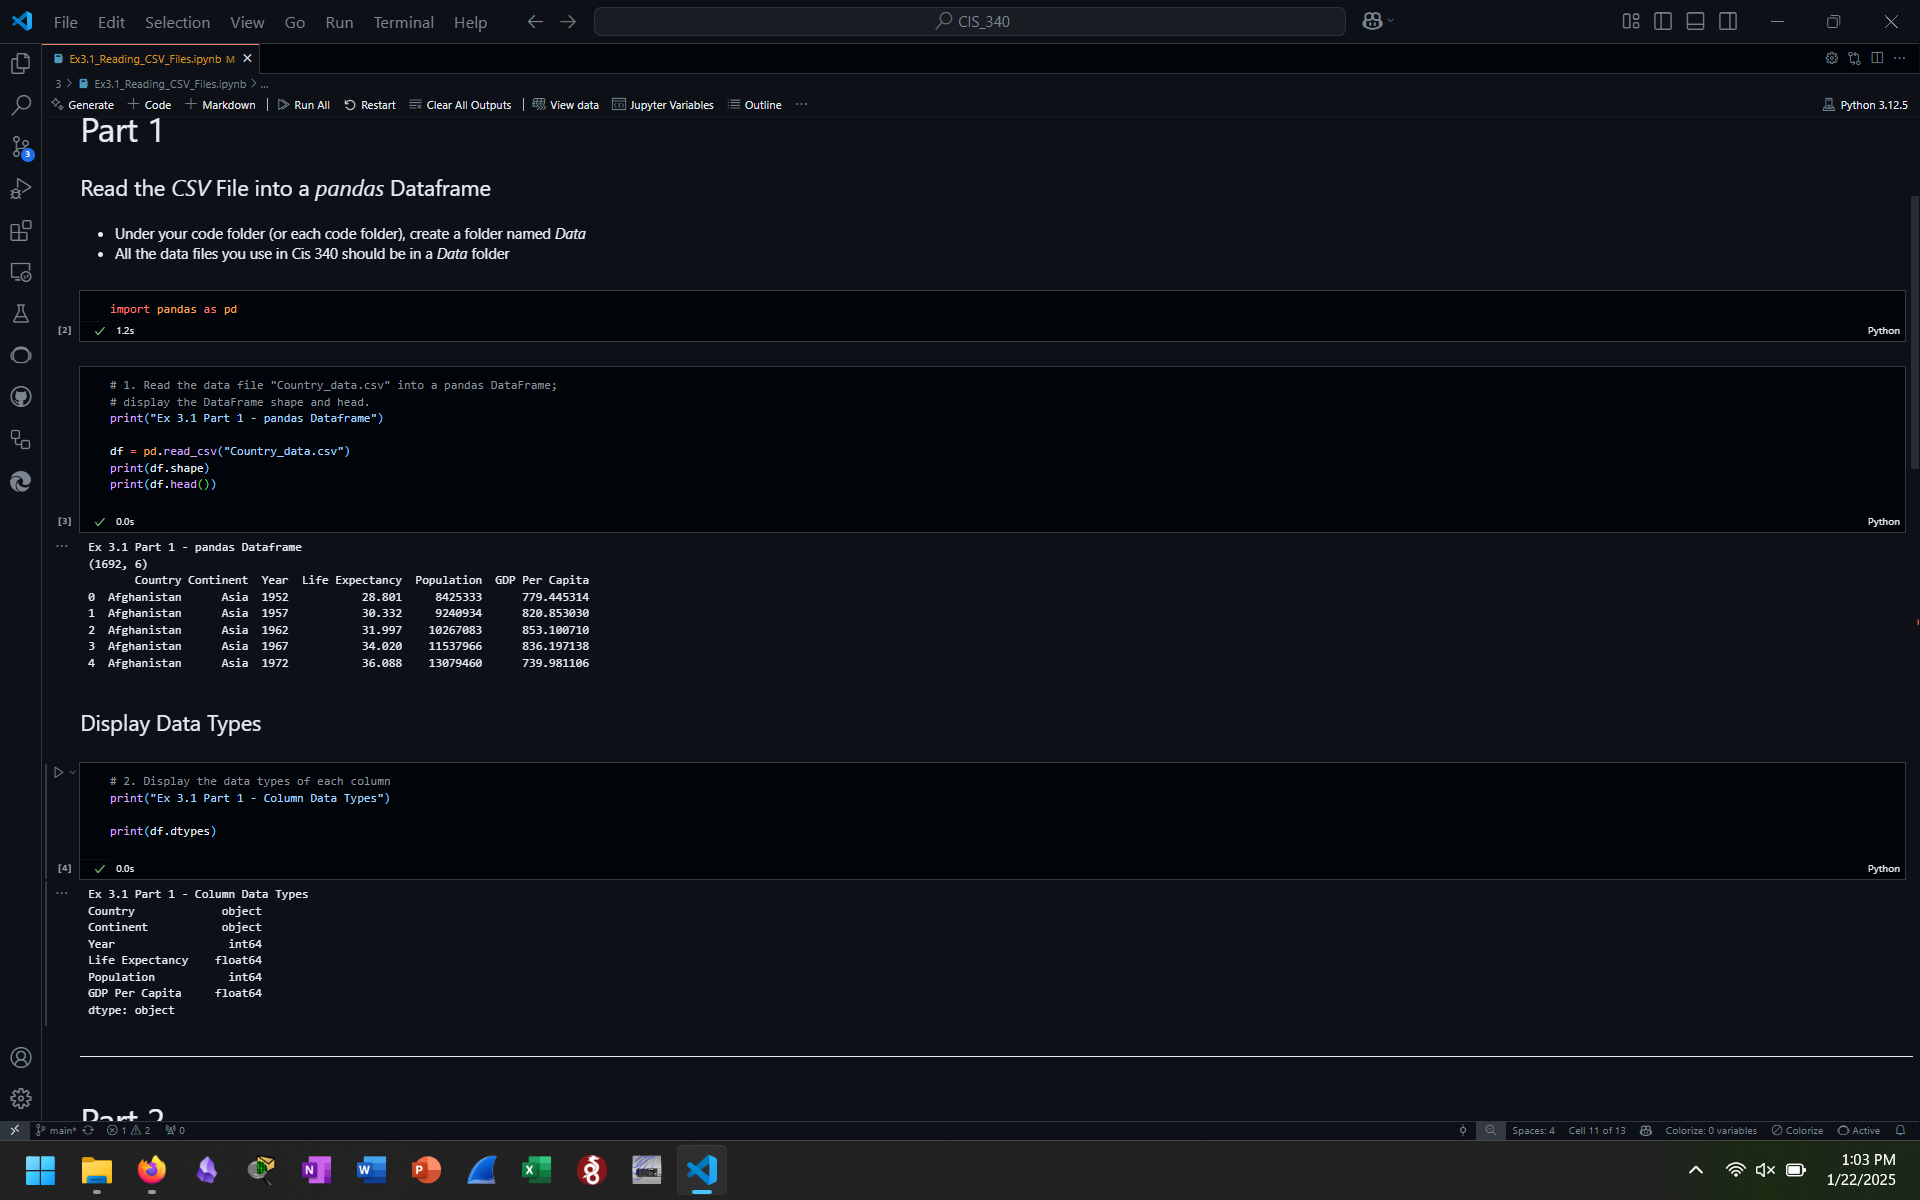 File Edit Selection View Go Run Terminal Help
CIS_340
Ex3.1_Reading_CSV_Files.ipynb M
3 > Ex3.1_Reading_CSV_Files.ipynb > ...
Generate + Code + Markdown | Run All Restart Clear All Outputs | View data Jupyter Variables Outline ...
Python 3.12.5
Part 1
Read the CSV File into a pandas Dataframe
• Under your code folder (or each code folder), create a folder named Data
• All the data files you use in Cis 340 should be in a Data folder
import pandas as pd
[2] 1.2s
Python
# 1. Read the data file "Country_data.csv" into a pandas DataFrame;
# display the DataFrame shape and head.
print("Ex 3.1 Part 1 - pandas Dataframe")
df = pd.read_csv("Country_data.csv")
print(df.shape)
print(df.head())
[3] 0.0s
Python
... Ex 3.1 Part 1 - pandas Dataframe
(1692, 6)
Country Continent Year Life Expectancy Population GDP Per Capita
0 Afghanistan Asia 1952 28.801 8425333 779.445314
1 Afghanistan Asia 1957 30.332 9240934 820.853030
2 Afghanistan Asia 1962 31.997 10267083 853.100710
3 Afghanistan Asia 1967 34.020 11537966 836.197138
4 Afghanistan Asia 1972 36.088 13079460 739.981106
Display Data Types
# 2. Display the data types of each column
print("Ex 3.1 Part 1 - Column Data Types")
print(df.dtypes)
[4] 0.0s
Python
... Ex 3.1 Part 1 - Column Data Types
Country object
Continent object
Year int64
Life Expectancy float64
Population int64
GDP Per Capita float64
dtype: object
Part 2
3
main* 1 2 0
Spaces: 4 Cell 11 of 13 Colorize: 0 variables Colorize Active
N W P X
1:03 PM
1/22/2025